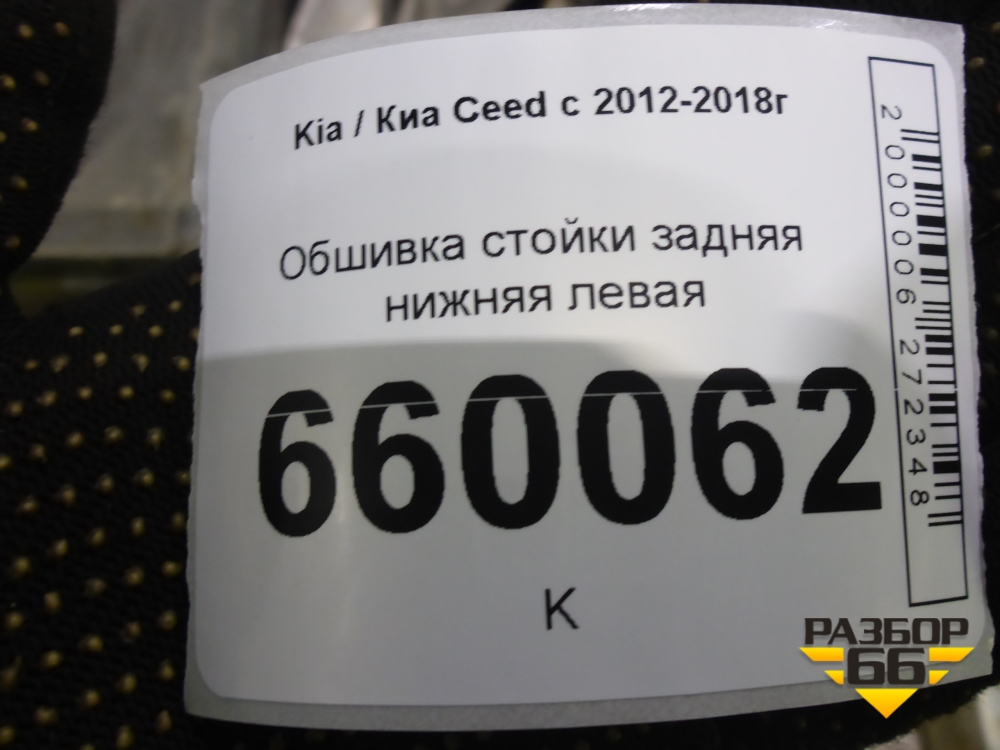 Kia / Киа Ceed с 2012-2018г
Обшивка стойки задняя
нижняя левая
660062
К
2000006272348
РАЗБОР
66